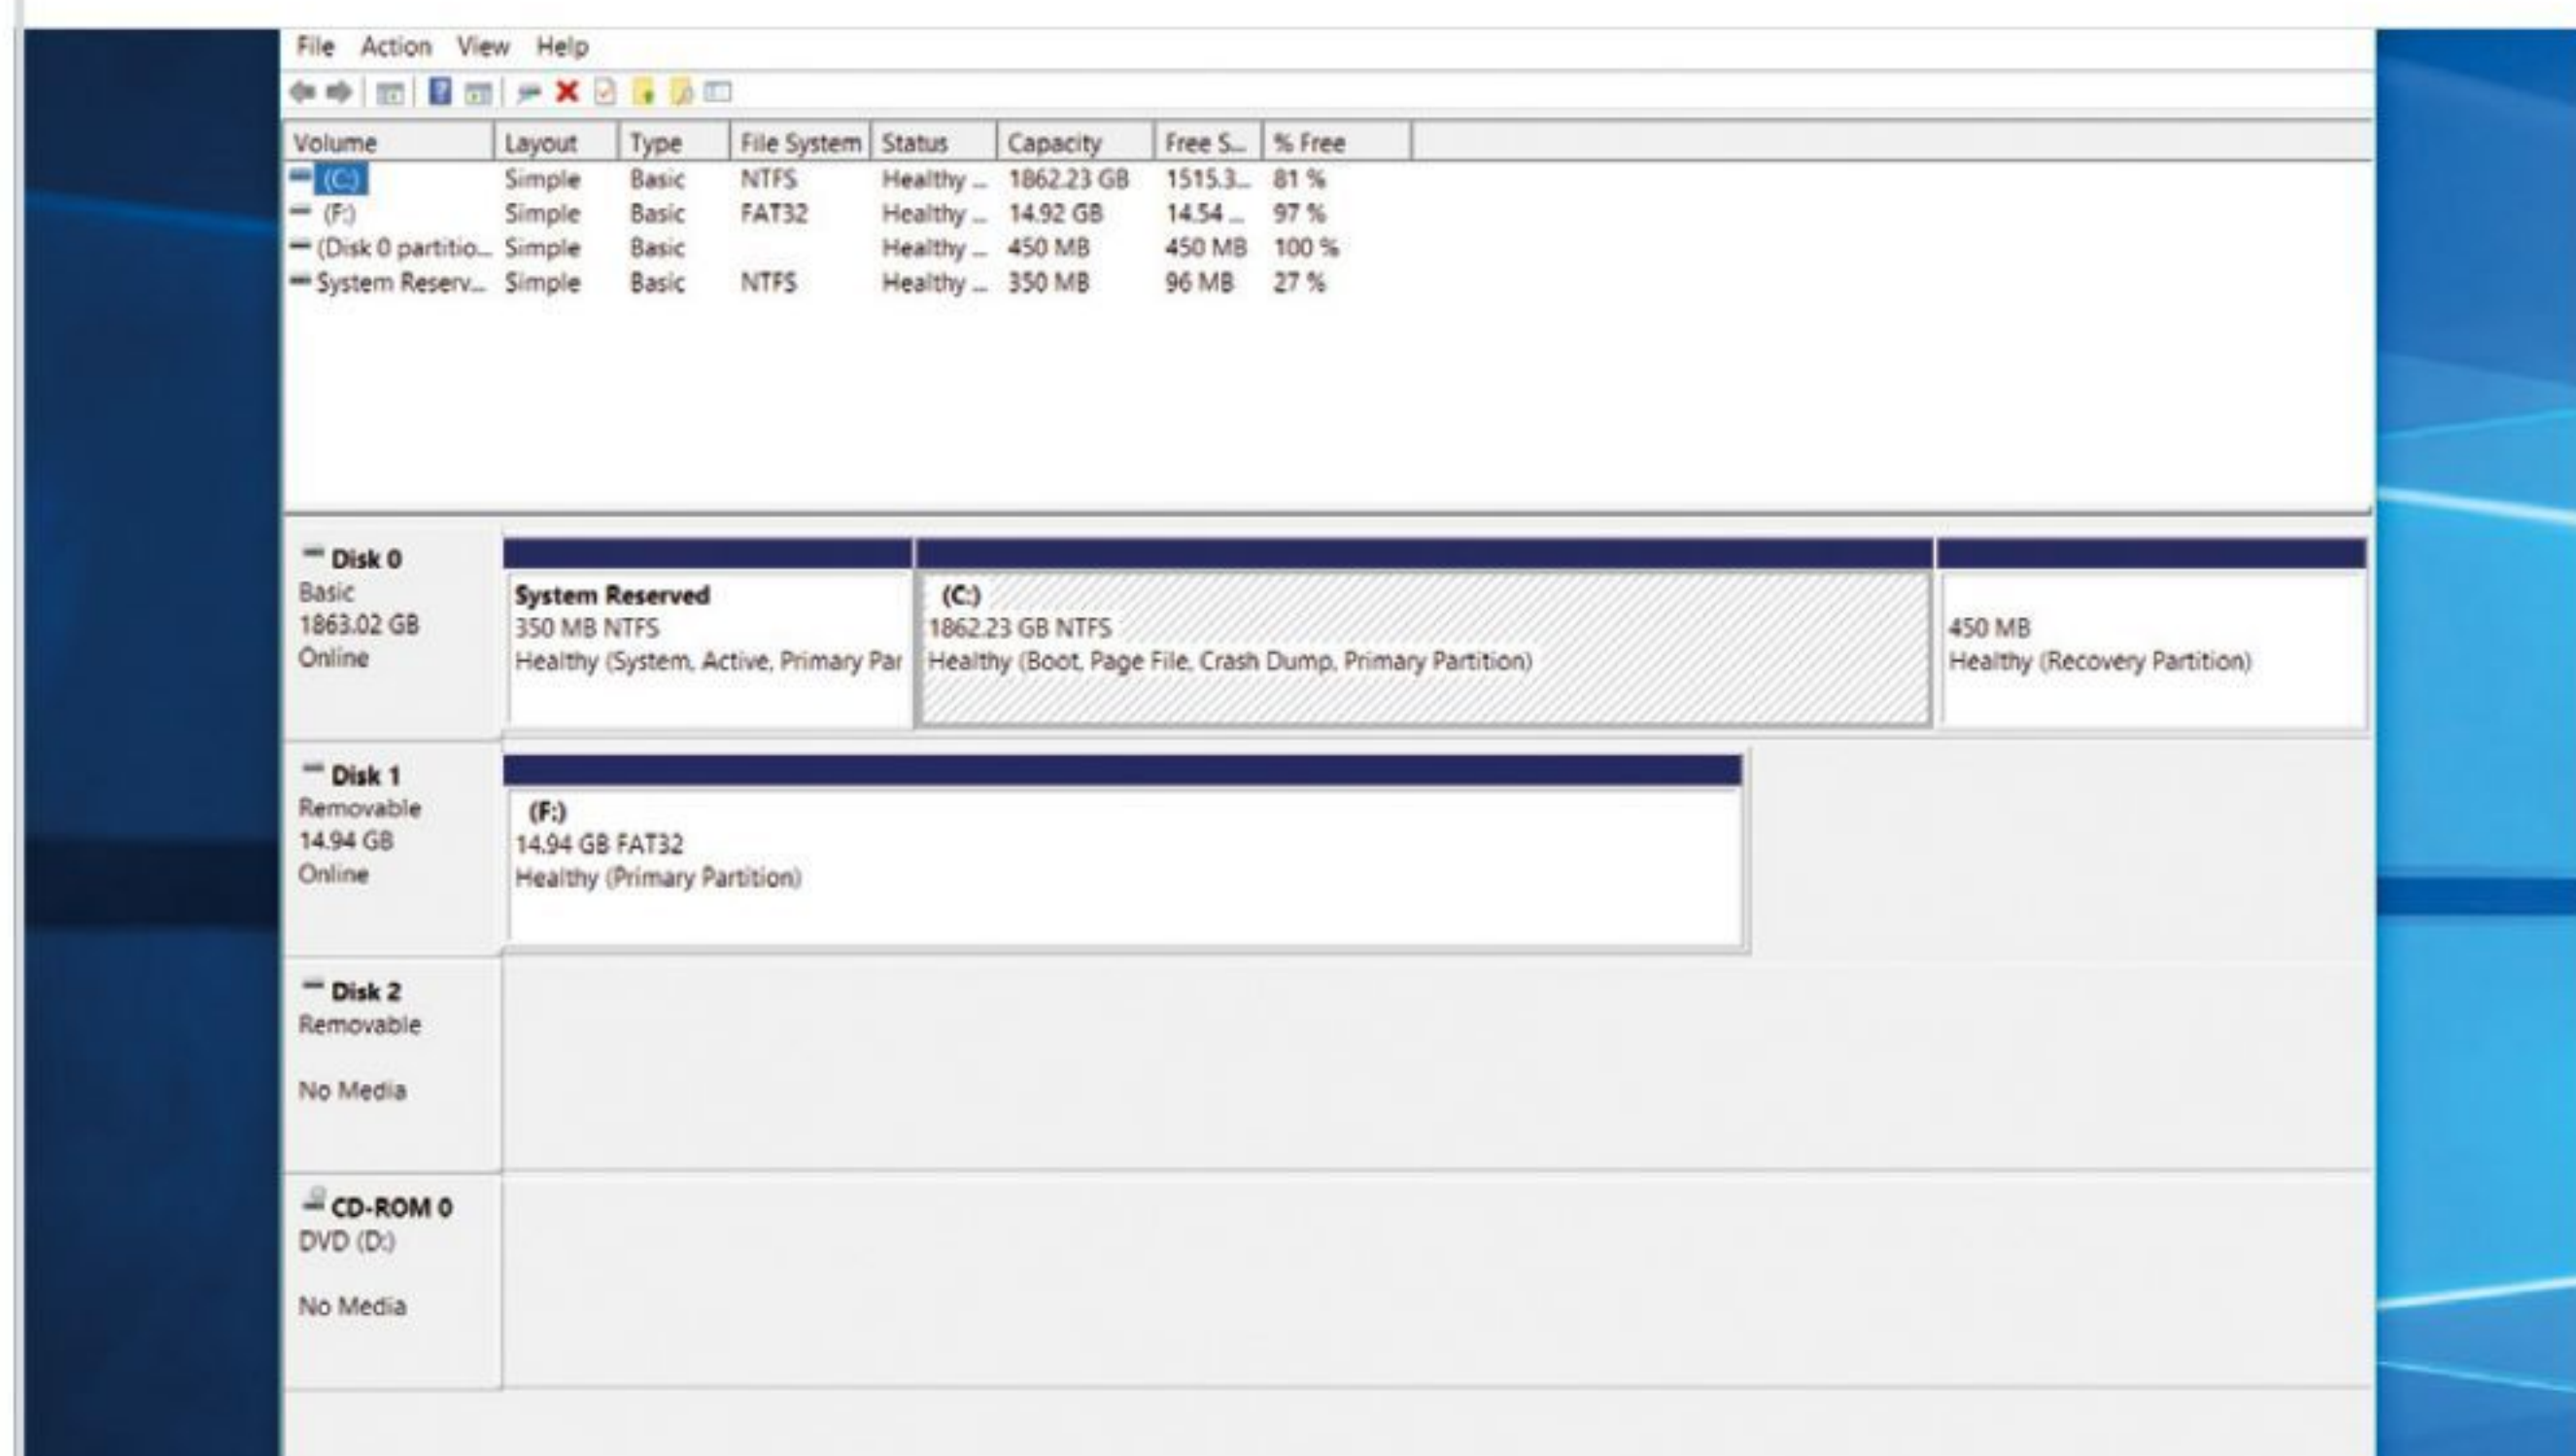 File Action View Help
Volume Layout Type File System Status Capacity Free S... % Free
(C:) Simple Basic NTFS Healthy ... 1862.23 GB 1515.3... 81 %
(F:) Simple Basic FAT32 Healthy ... 14.92 GB 14.54 ... 97 %
(Disk 0 partitio... Simple Basic Healthy ... 450 MB 450 MB 100 %
System Reserv... Simple Basic NTFS Healthy ... 350 MB 96 MB 27 %
Disk 0
Basic
1863.02 GB
Online
System Reserved
350 MB NTFS
Healthy (System, Active, Primary Par
(C:)
1862.23 GB NTFS
Healthy (Boot, Page File, Crash Dump, Primary Partition)
450 MB
Healthy (Recovery Partition)
Disk 1
Removable
14.94 GB
Online
(F:)
14.94 GB FAT32
Healthy (Primary Partition)
Disk 2
Removable
No Media
CD-ROM 0
DVD (D:)
No Media